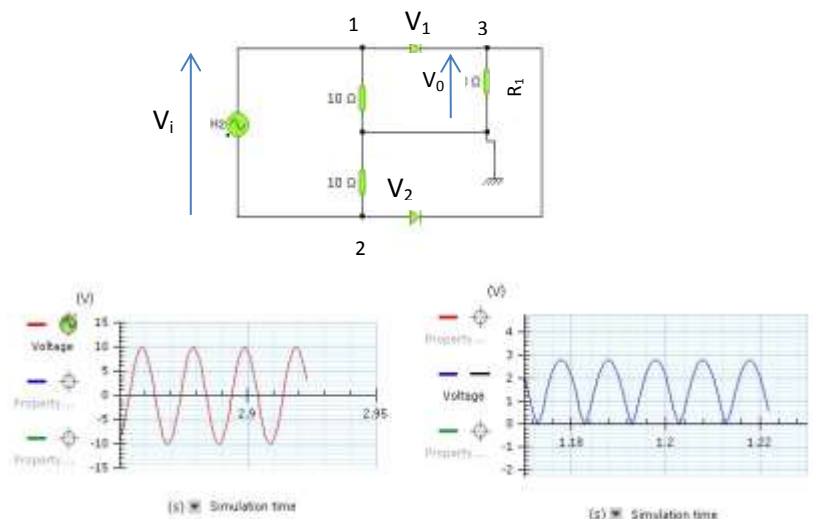 1
V₁
3
V₀
R₁
Vᵢ
10 Ω
10 Ω
V₂
2
(V)
15
10
5
0
-5
-10
-15
Voltage
Property...
Property...
2.9
2.95
(s) Simulation time
(V)
4
3
2
1
0
-1
-2
Property...
Voltage
Property...
1.18
1.2
1.22
(s) Simulation time